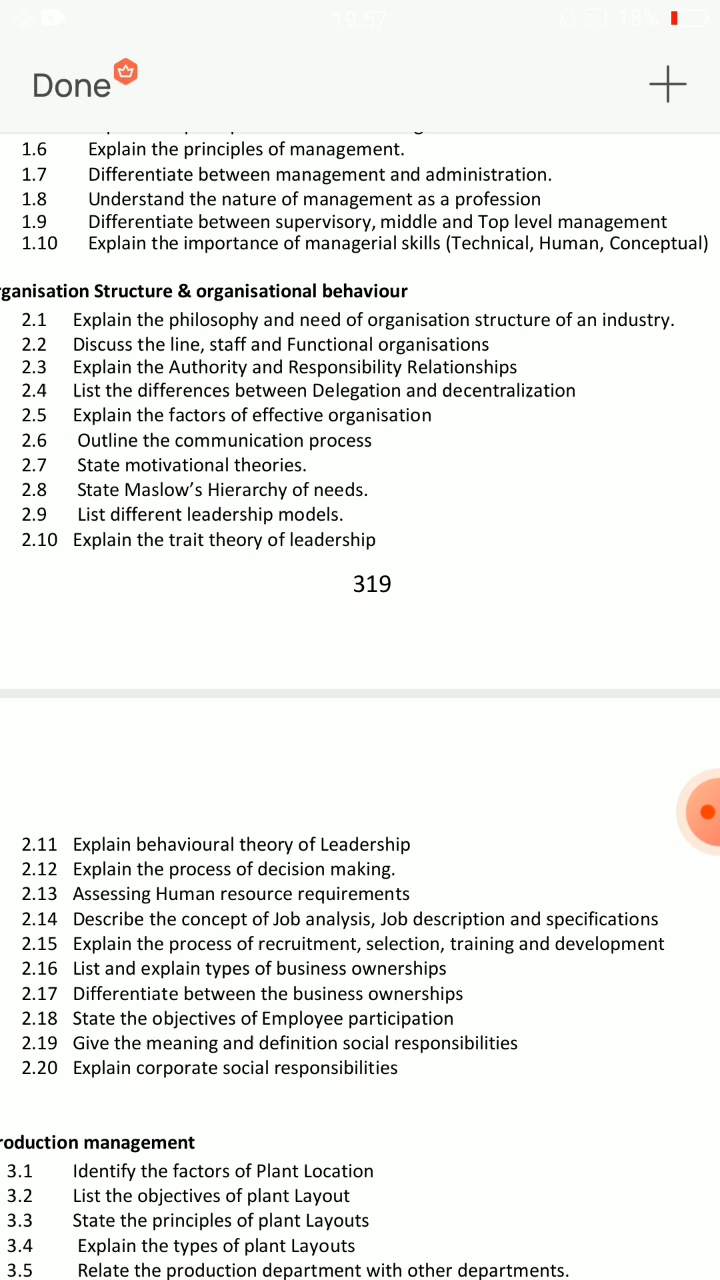 19:57
18%
Done
1.6 Explain the principles of management.
1.7 Differentiate between management and administration.
1.8 Understand the nature of management as a profession
1.9 Differentiate between supervisory, middle and Top level management
1.10 Explain the importance of managerial skills (Technical, Human, Conceptual)
rganisation Structure & organisational behaviour
2.1 Explain the philosophy and need of organisation structure of an industry.
2.2 Discuss the line, staff and Functional organisations
2.3 Explain the Authority and Responsibility Relationships
2.4 List the differences between Delegation and decentralization
2.5 Explain the factors of effective organisation
2.6 Outline the communication process
2.7 State motivational theories.
2.8 State Maslow's Hierarchy of needs.
2.9 List different leadership models.
2.10 Explain the trait theory of leadership
319
2.11 Explain behavioural theory of Leadership
2.12 Explain the process of decision making.
2.13 Assessing Human resource requirements
2.14 Describe the concept of Job analysis, Job description and specifications
2.15 Explain the process of recruitment, selection, training and development
2.16 List and explain types of business ownerships
2.17 Differentiate between the business ownerships
2.18 State the objectives of Employee participation
2.19 Give the meaning and definition social responsibilities
2.20 Explain corporate social responsibilities
roduction management
3.1 Identify the factors of Plant Location
3.2 List the objectives of plant Layout
3.3 State the principles of plant Layouts
3.4 Explain the types of plant Layouts
3.5 Relate the production department with other departments.